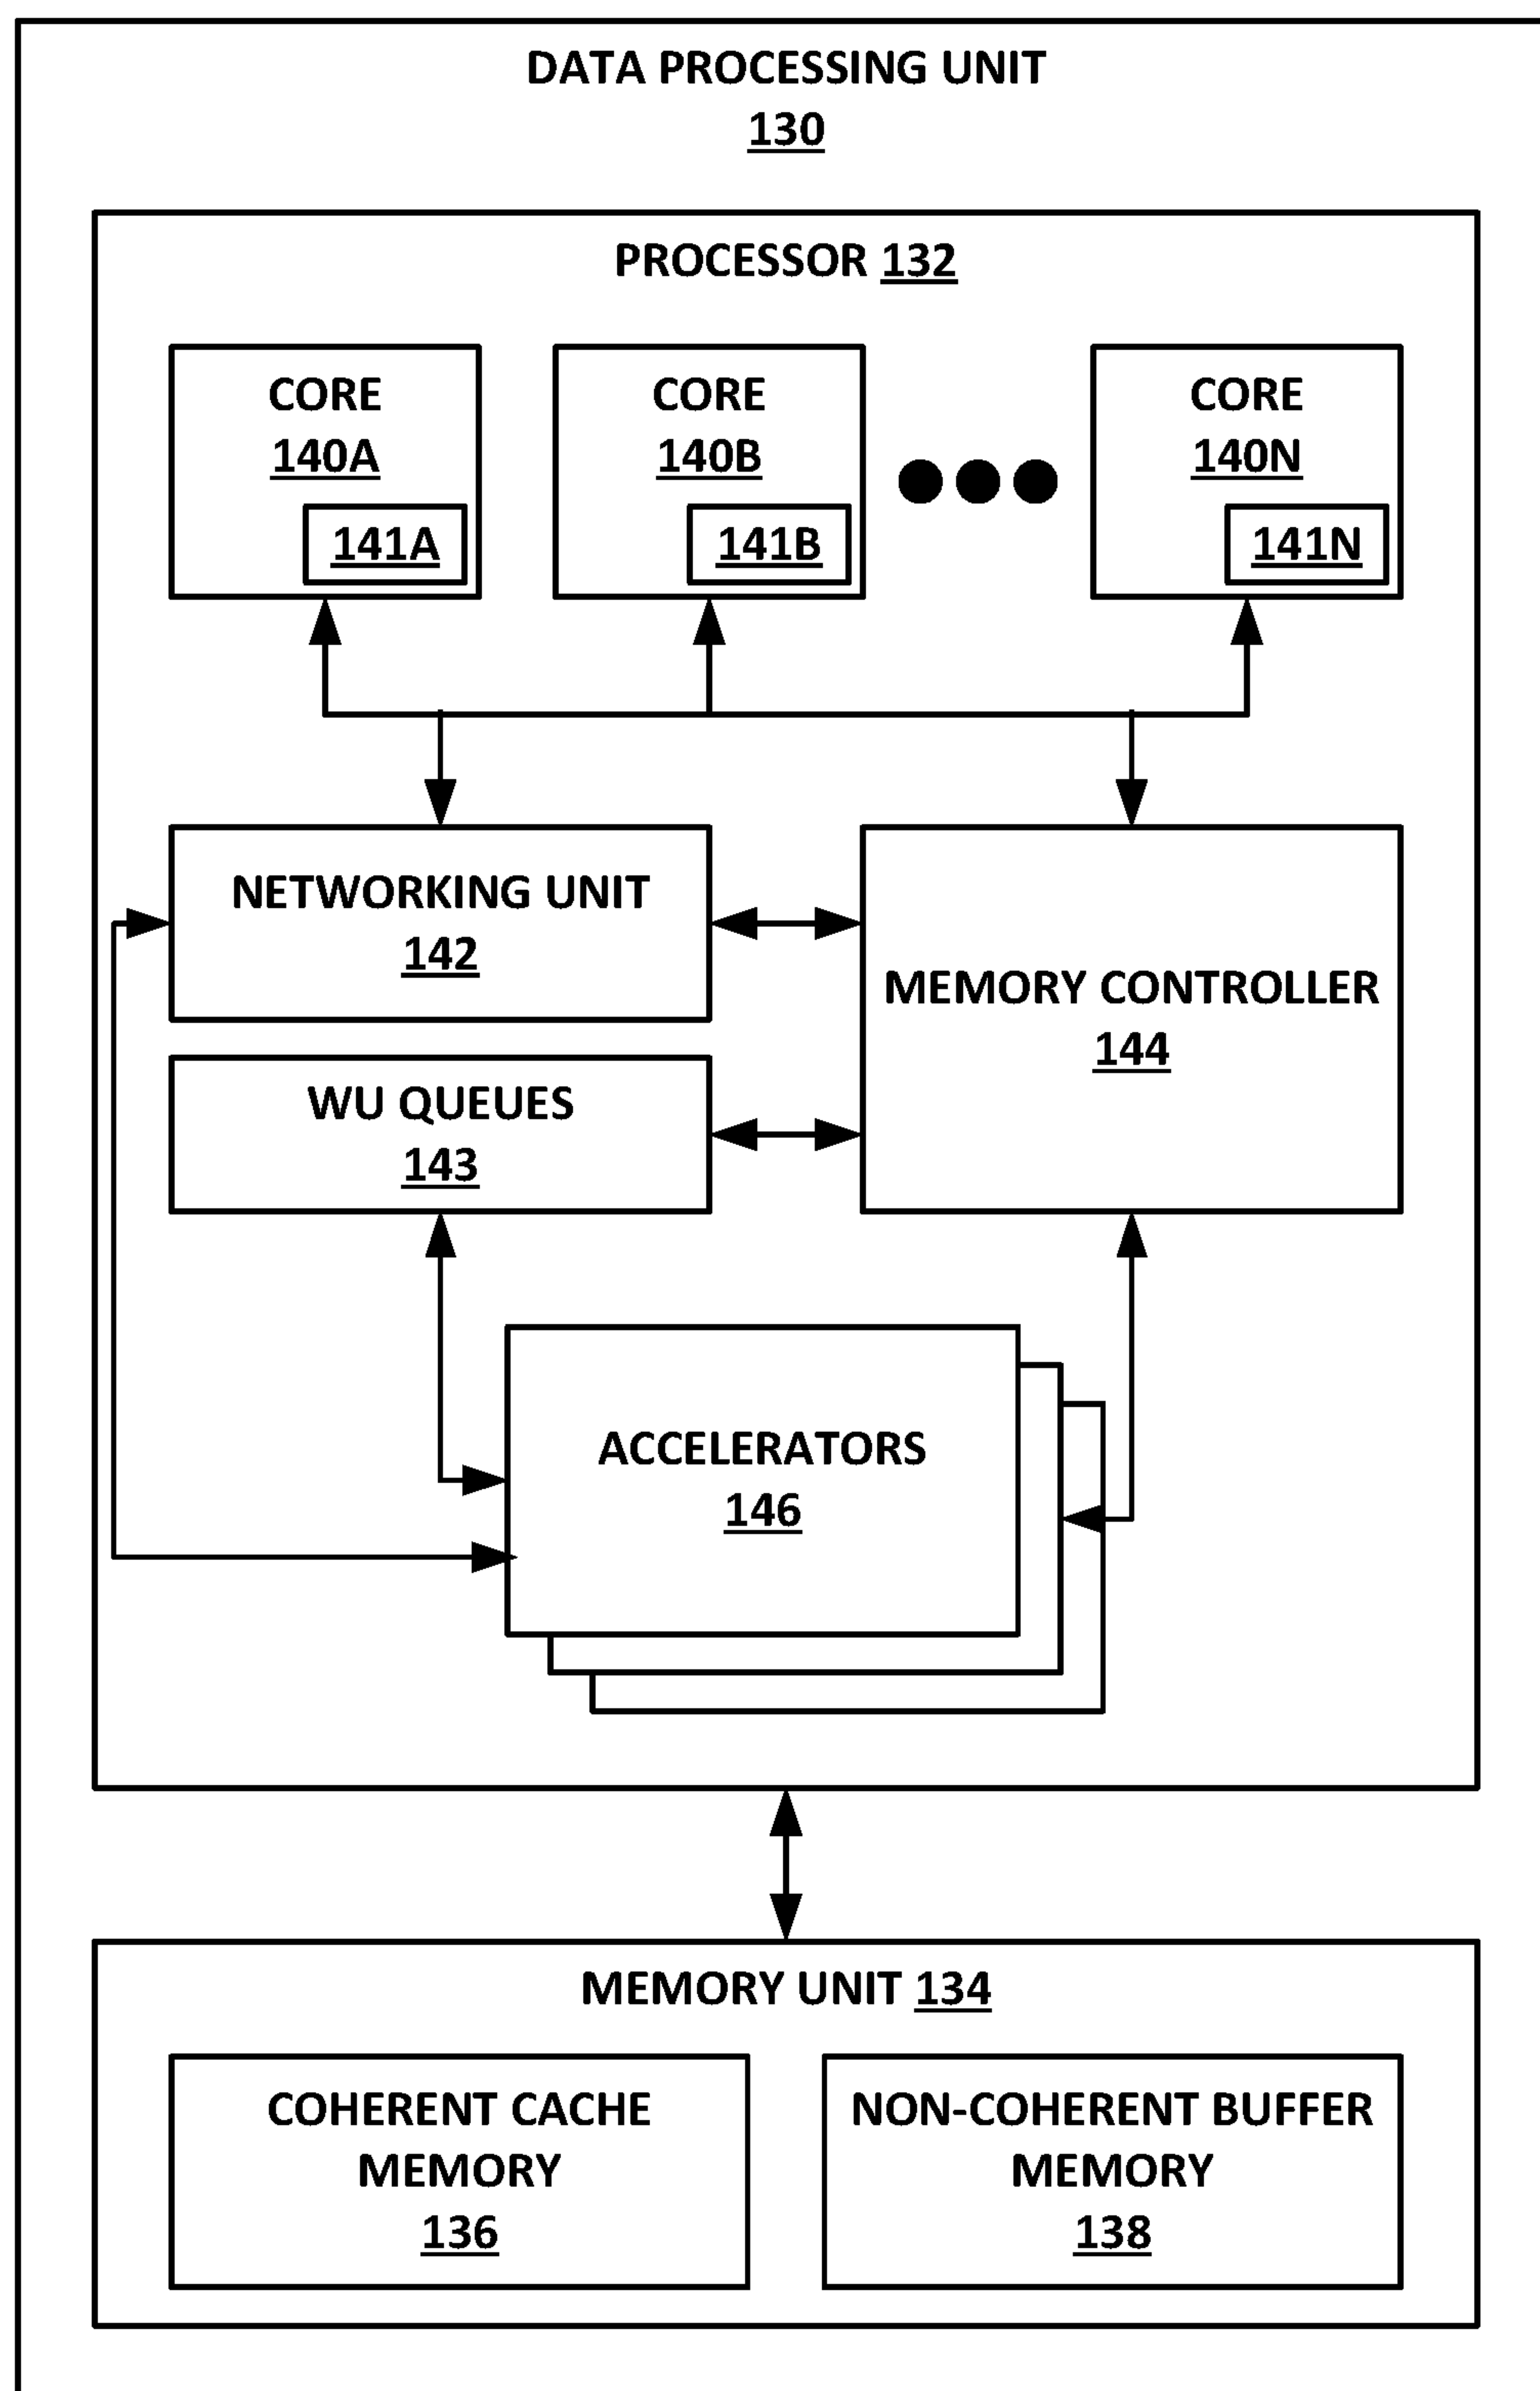 DATA PROCESSING UNIT
130
PROCESSOR 132
CORE
140A
141A
CORE
140B
141B
CORE
140N
141N
NETWORKING UNIT
142
MEMORY CONTROLLER
144
WU QUEUES
143
ACCELERATORS
146
MEMORY UNIT 134
COHERENT CACHE
MEMORY
136
NON-COHERENT BUFFER
MEMORY
138